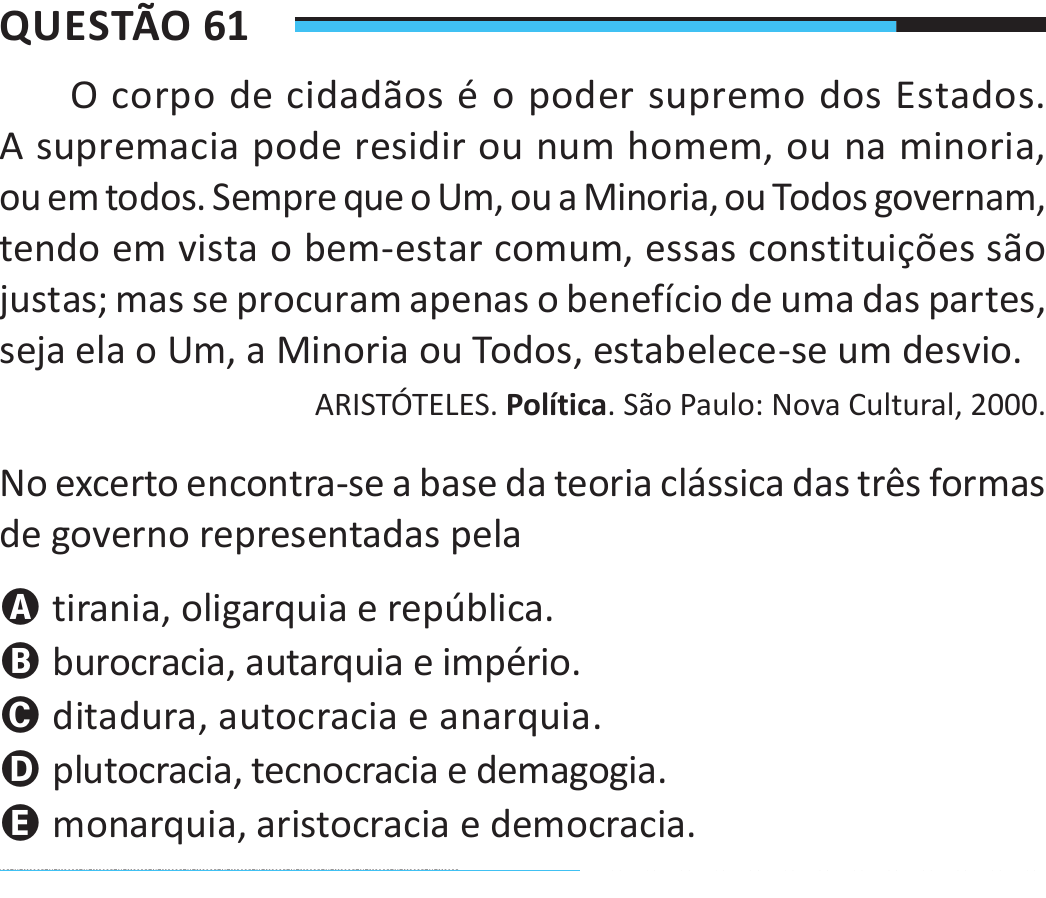 QUESTÃO 61
O corpo de cidadãos é o poder supremo dos Estados.
A supremacia pode residir ou num homem, ou na minoria,
ou em todos. Sempre que o Um, ou a Minoria, ou Todos governam,
tendo em vista o bem-estar comum, essas constituições são
justas; mas se procuram apenas o benefício de uma das partes,
seja ela o Um, a Minoria ou Todos, estabelece-se um desvio.
ARISTÓTELES. Política. São Paulo: Nova Cultural, 2000.
No excerto encontra-se a base da teoria clássica das três formas
de governo representadas pela
A tirania, oligarquia e república.
B burocracia, autarquia e império.
C ditadura, autocracia e anarquia.
D plutocracia, tecnocracia e demagogia.
E monarquia, aristocracia e democracia.